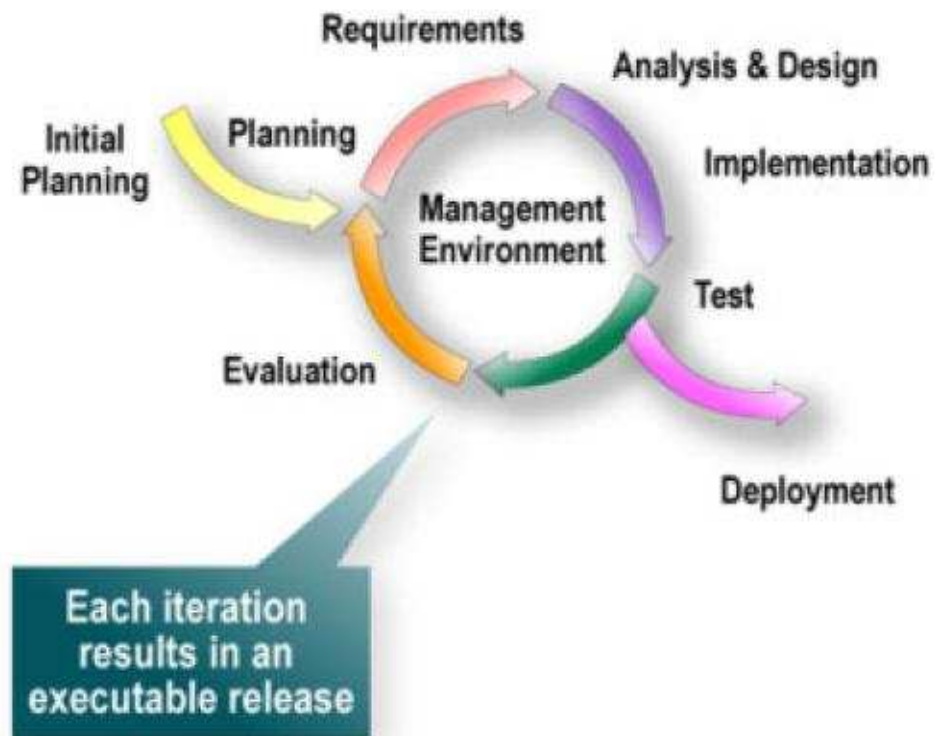 Requirements
Analysis & Design
Initial
Planning
Planning
Implementation
Management
Environment
Test
Evaluation
Deployment
Each iteration
results in an
executable release